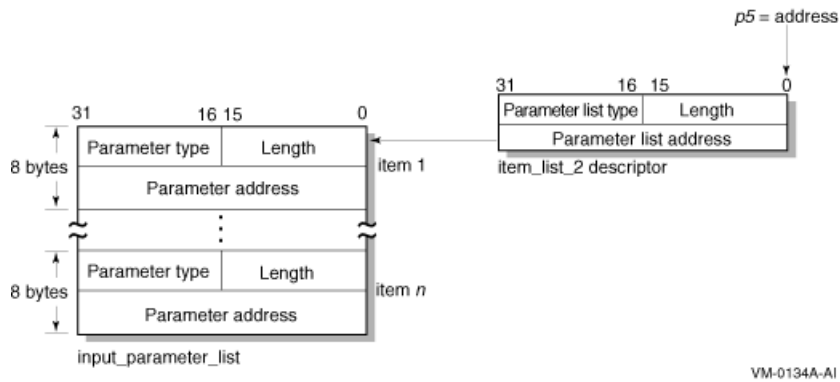 p5 = address
31 16 15 0
Parameter list type Length
Parameter list address
item_list_2 descriptor
31 16 15 0
8 bytes
Parameter type Length
Parameter address
item 1
8 bytes
Parameter type Length
Parameter address
item n
input_parameter_list
VM-0134A-AI